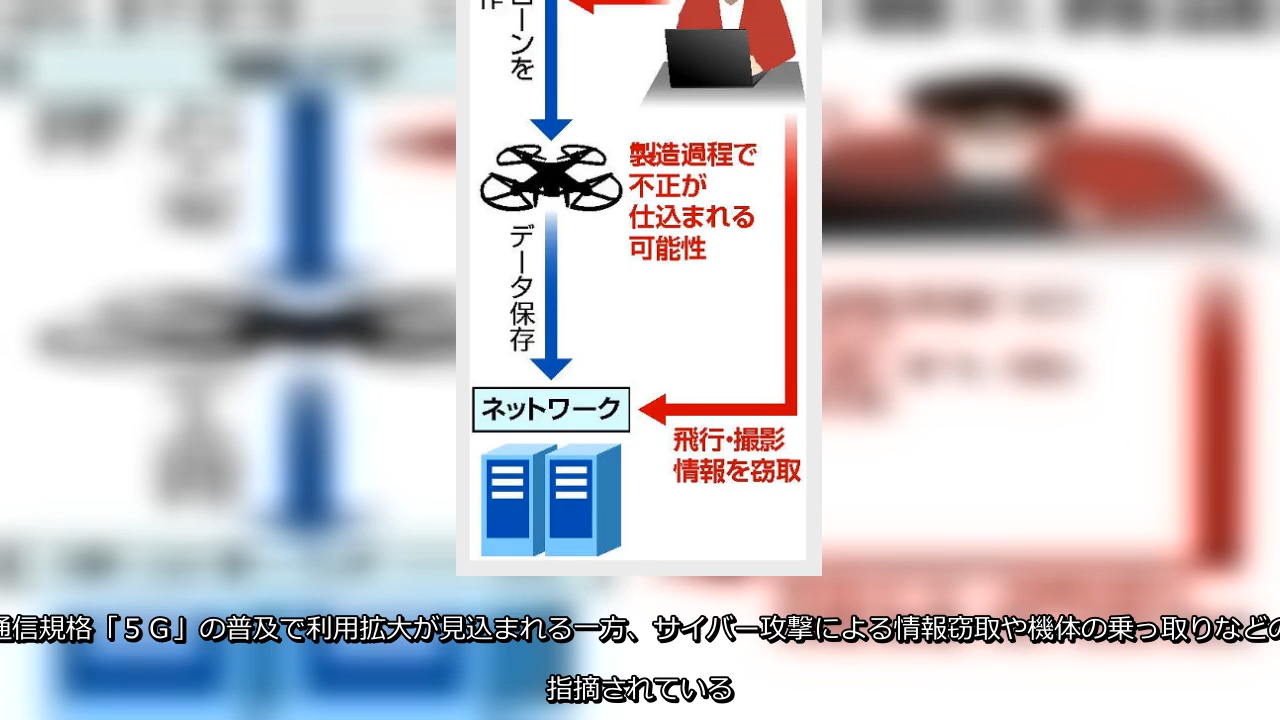 ローンを
製造過程で
不正が
仕込まれる
可能性
データ保存
ネットワーク
飛行・撮影
情報を窃取
通信規格「５Ｇ」の普及で利用拡大が見込まれる一方、サイバー攻撃による情報窃取や機体の乗っ取りなどの
指摘されている